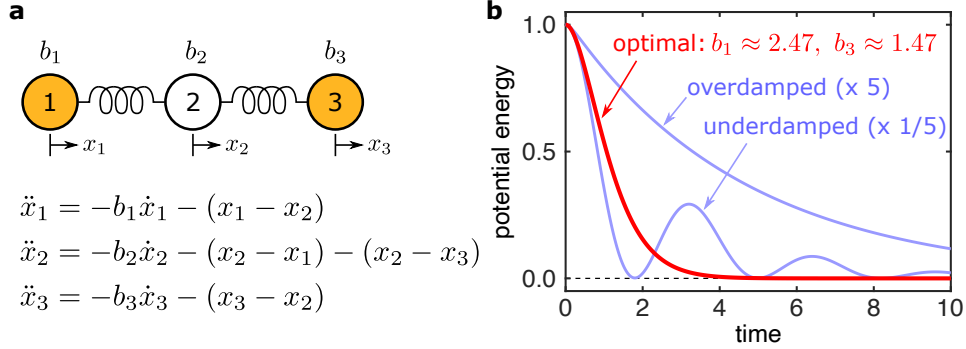 a
b₁ b₂ b₃
1 2 3
x₁ x₂ x₃
ẍ₁ = −b₁ẋ₁ − (x₁ − x₂)
ẍ₂ = −b₂ẋ₂ − (x₂ − x₁) − (x₂ − x₃)
ẍ₃ = −b₃ẋ₃ − (x₃ − x₂)
b
potential energy
1.0
0.5
0.0
optimal: b₁ ≈ 2.47, b₃ ≈ 1.47
overdamped (x 5)
underdamped (x 1/5)
0 2 4 6 8 10
time